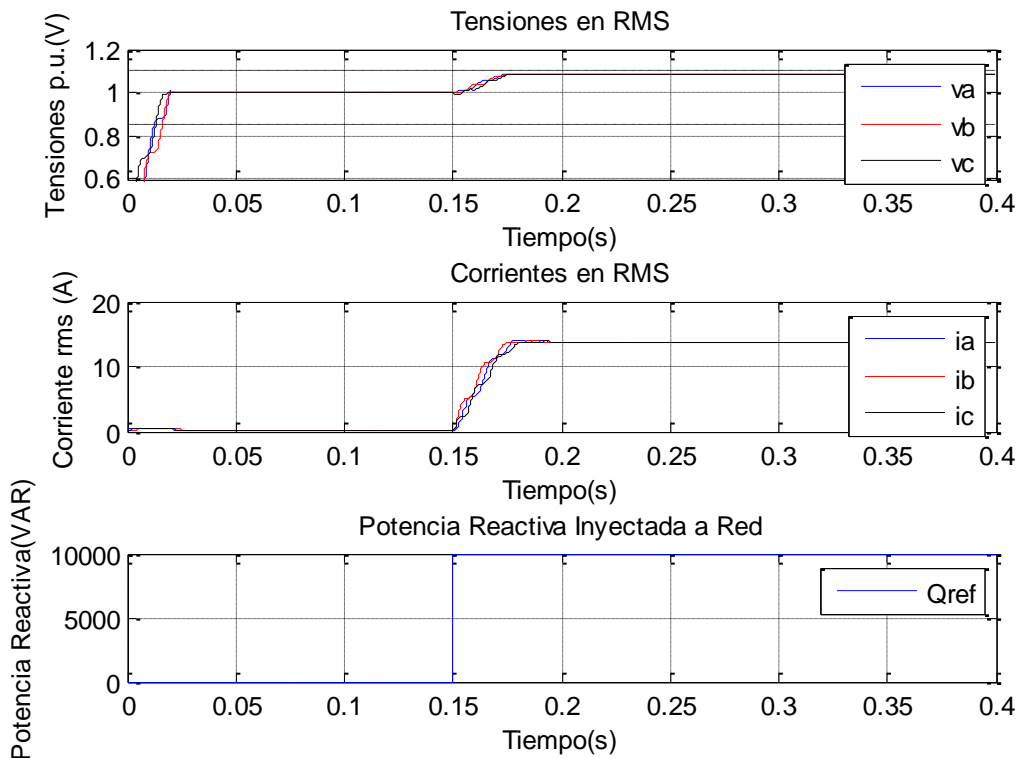 Tensiones en RMS
Tensiones p.u.(V)
1.2
1
0.8
0.6
va
vb
vc
0 0.05 0.1 0.15 0.2 0.25 0.3 0.35 0.4
Tiempo(s)
Corrientes en RMS
Corriente rms (A)
20
10
0
ia
ib
ic
0 0.05 0.1 0.15 0.2 0.25 0.3 0.35 0.4
Tiempo(s)
Potencia Reactiva Inyectada a Red
Potencia Reactiva(VAR)
10000
5000
0
Qref
0 0.05 0.1 0.15 0.2 0.25 0.3 0.35 0.4
Tiempo(s)